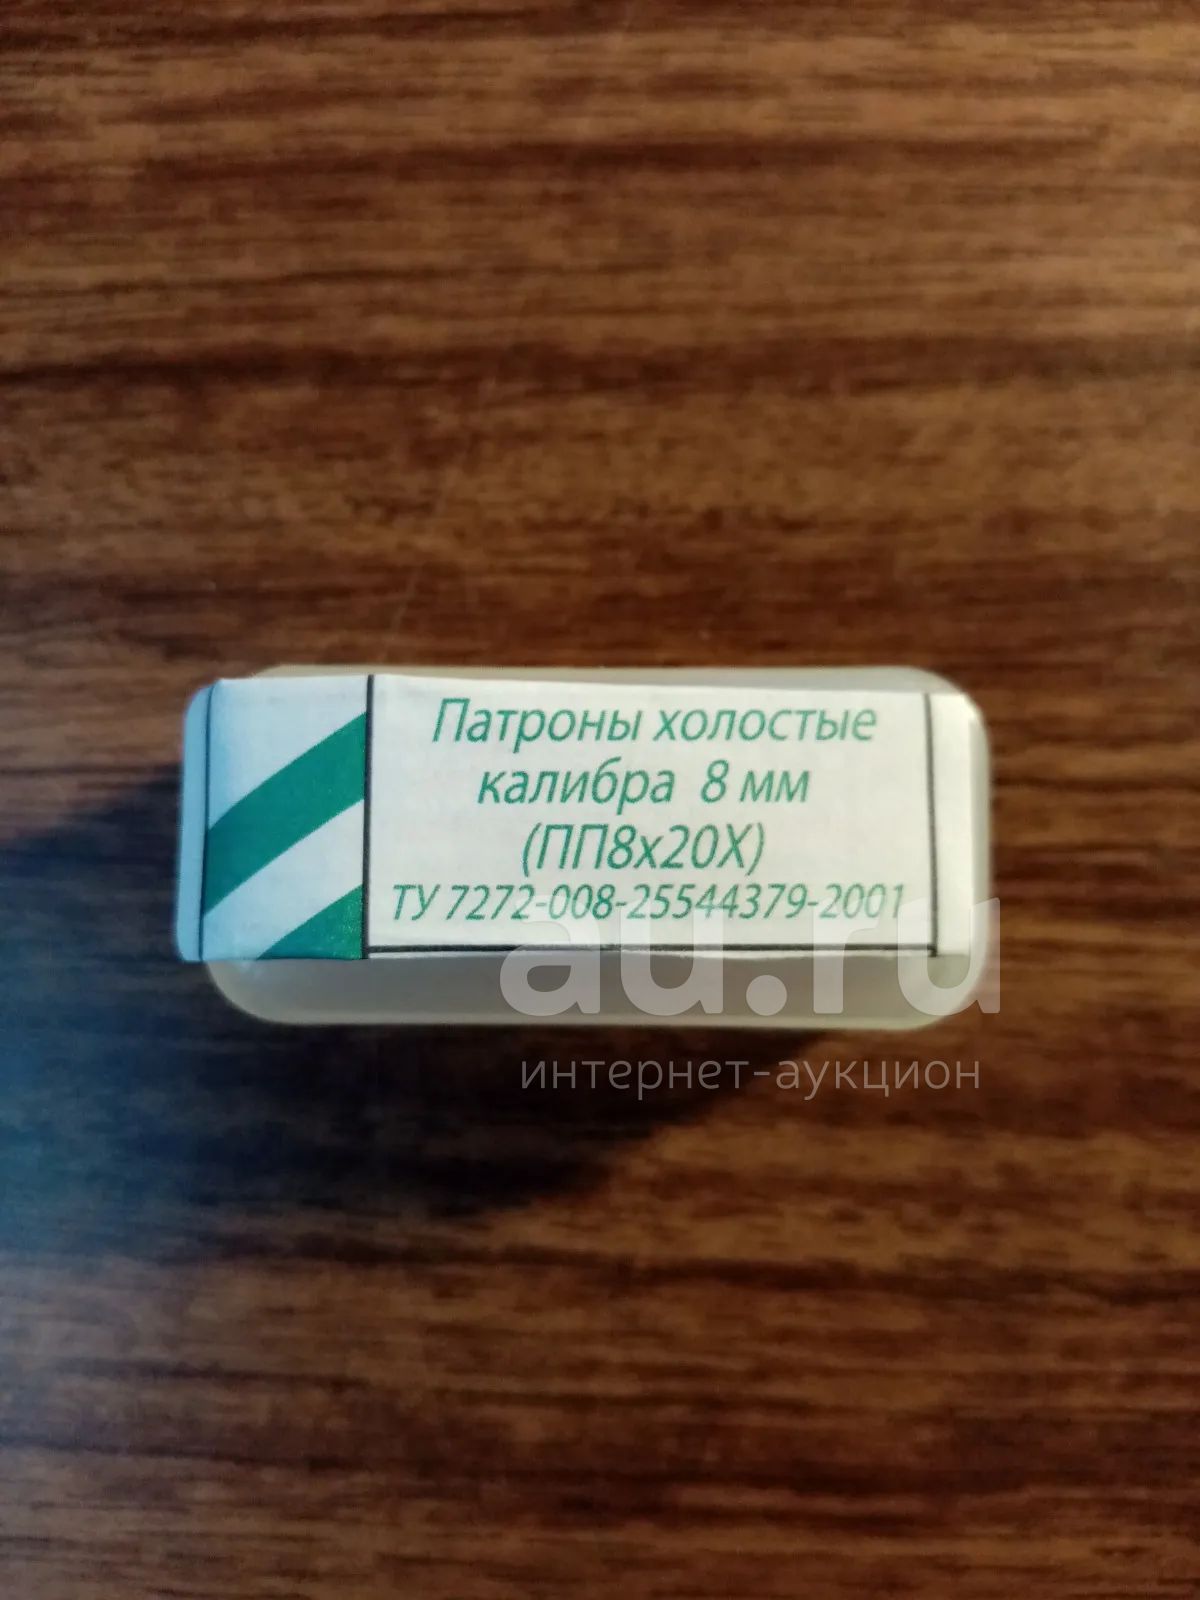 Патроны холостые
калибра 8 мм
(ПП8х20Х)
ТУ 7272-008-25544379-2001
au.ru
интернет-аукцион